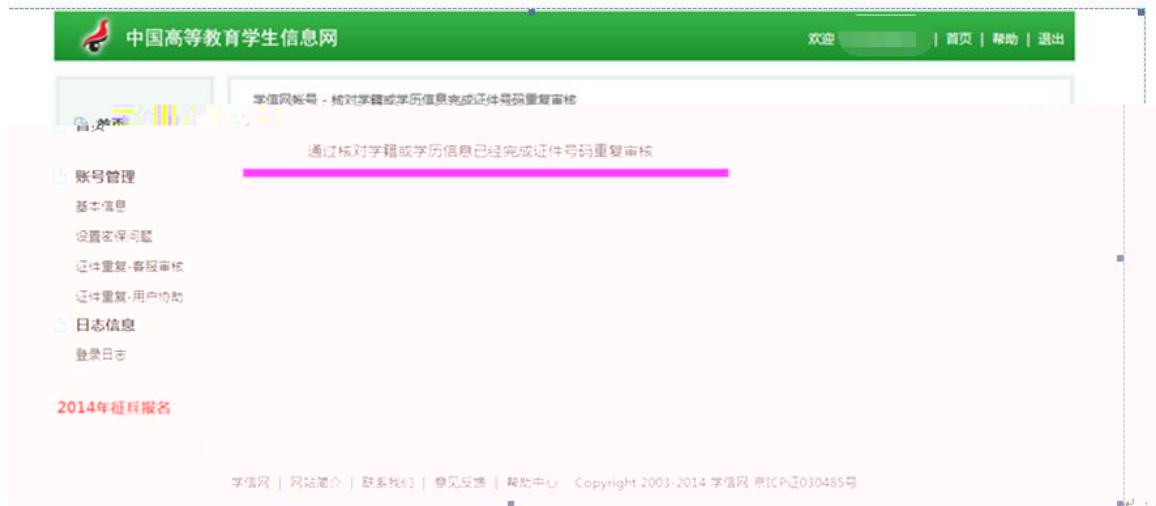 中国高等教育学生信息网
欢迎 | 首页 | 帮助 | 退出
学信网帐号 - 核对学籍或学历信息完成证件号码重复审核
首页
通过核对学籍或学历信息已经完成证件号码重复审核
账号管理
基本信息
设置密保问题
证件重复-客服审核
证件重复-用户协助
日志信息
登录日志
2014年征兵报名
学信网 | 网站简介 | 联系我们 | 意见反馈 | 帮助中心 Copyright 2003-2014 学信网 京ICP证030485号